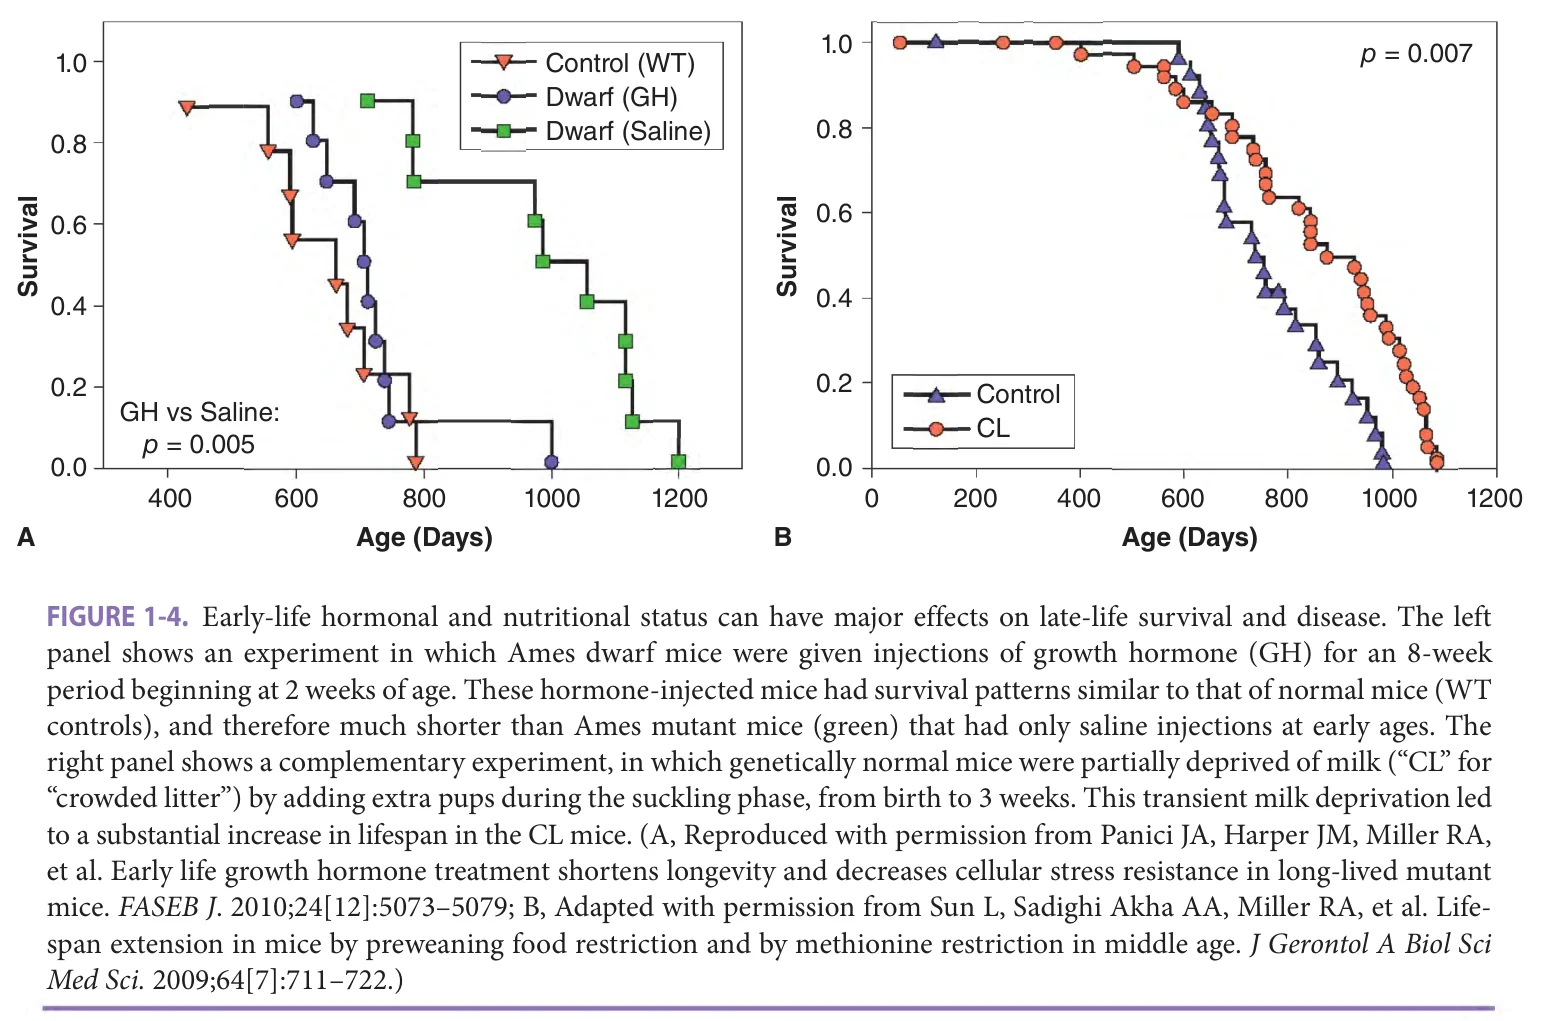 1.0
0.8
0.6
0.4
0.2
0.0
Survival
Control (WT)
Dwarf (GH)
Dwarf (Saline)
GH vs Saline:
p = 0.005
400 600 800 1000 1200
Age (Days)
A
1.0
0.8
0.6
0.4
0.2
0.0
Survival
p = 0.007
Control
CL
0 200 400 600 800 1000 1200
Age (Days)
B
FIGURE 1-4. Early-life hormonal and nutritional status can have major effects on late-life survival and disease. The left
panel shows an experiment in which Ames dwarf mice were given injections of growth hormone (GH) for an 8-week
period beginning at 2 weeks of age. These hormone-injected mice had survival patterns similar to that of normal mice (WT
controls), and therefore much shorter than Ames mutant mice (green) that had only saline injections at early ages. The
right panel shows a complementary experiment, in which genetically normal mice were partially deprived of milk (“CL” for
“crowded litter”) by adding extra pups during the suckling phase, from birth to 3 weeks. This transient milk deprivation led
to a substantial increase in lifespan in the CL mice. (A, Reproduced with permission from Panici JA, Harper JM, Miller RA,
et al. Early life growth hormone treatment shortens longevity and decreases cellular stress resistance in long-lived mutant
mice. FASEB J. 2010;24[12]:5073–5079; B, Adapted with permission from Sun L, Sadighi Akha AA, Miller RA, et al. Life-
span extension in mice by preweaning food restriction and by methionine restriction in middle age. J Gerontol A Biol Sci
Med Sci. 2009;64[7]:711–722.)